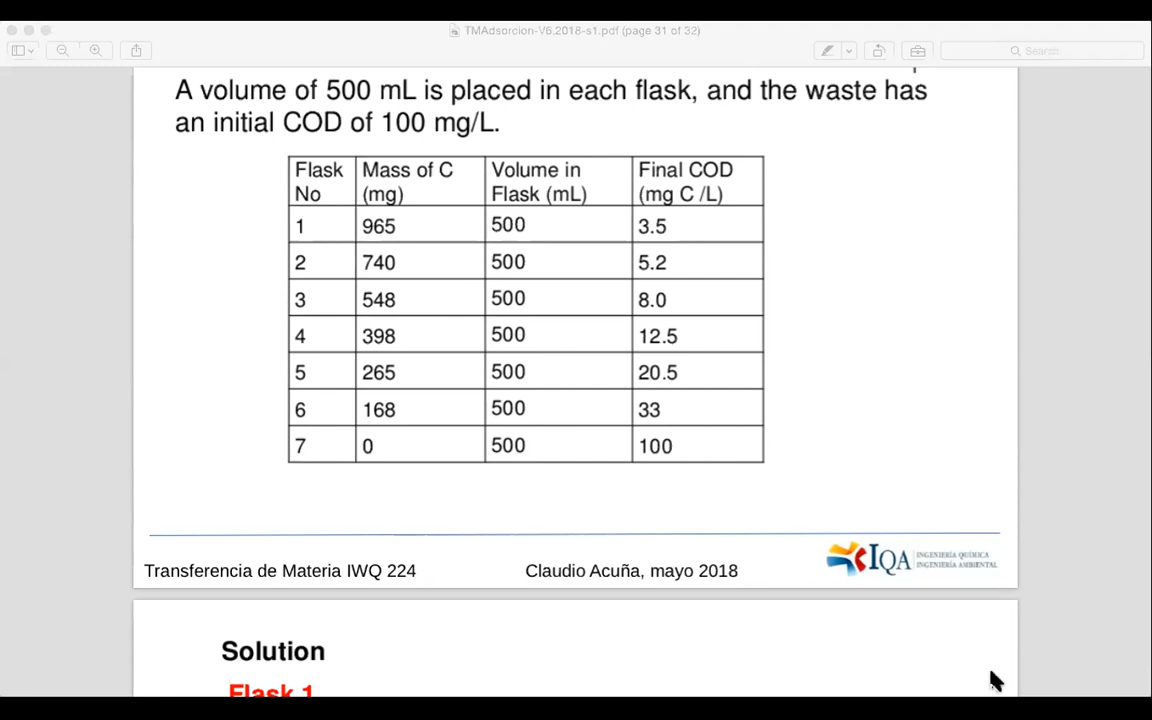 TMAdsorcion-V6.2018-s1.pdf (page 31 of 32)
Search
A volume of 500 mL is placed in each flask, and the waste has
an initial COD of 100 mg/L.
Flask No Mass of C (mg) Volume in Flask (mL) Final COD (mg C /L)
1 965 500 3.5
2 740 500 5.2
3 548 500 8.0
4 398 500 12.5
5 265 500 20.5
6 168 500 33
7 0 500 100
IQA INGENIERÍA QUÍMICA
INGENIERÍA AMBIENTAL
Transferencia de Materia IWQ 224 Claudio Acuña, mayo 2018
Solution
Flask 1